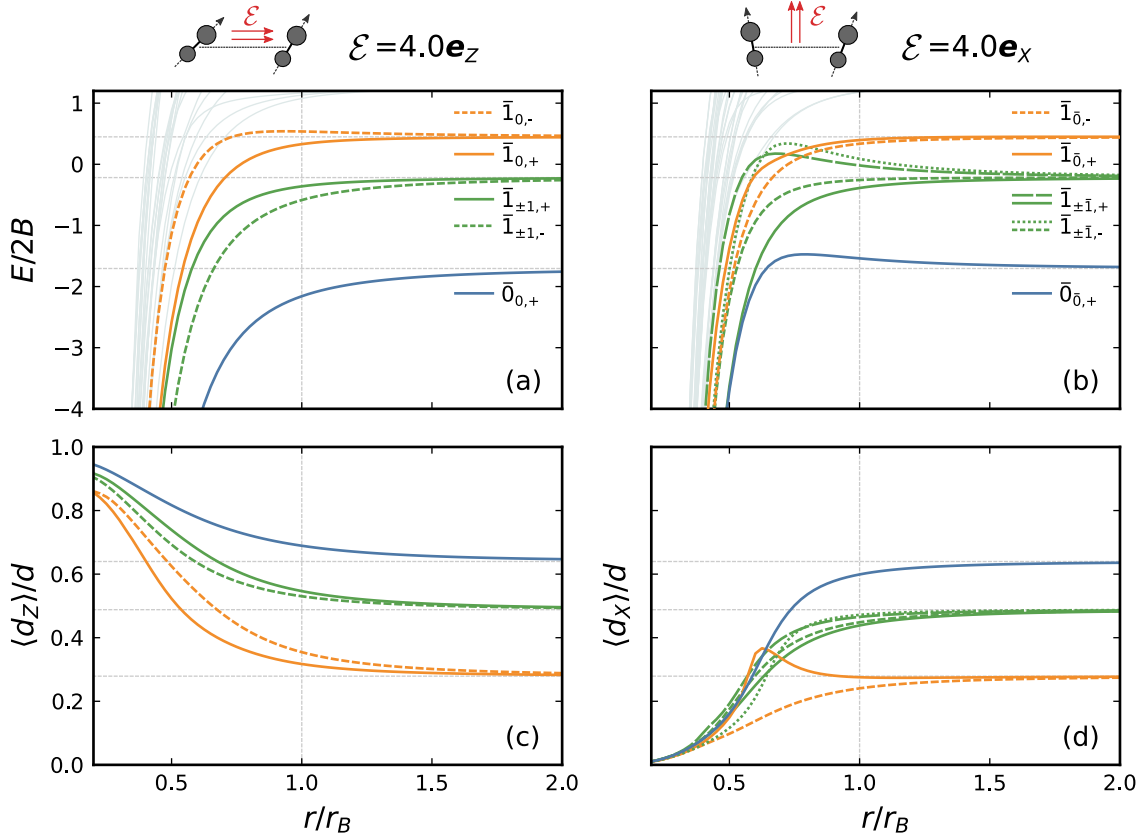 ℰ
ℰ = 4.0e_Z
ℰ
ℰ = 4.0e_X
1
0
−1
−2
−3
−4
E/2B
1̄_{0,-}
1̄_{0,+}
1̄_{±1,+}
1̄_{±1,-}
0̄_{0,+}
(a)
1̄_{0̄,-}
1̄_{0̄,+}
1̄_{±1̄,+}
1̄_{±1̄,-}
0̄_{0̄,+}
(b)
1.0
0.8
0.6
0.4
0.2
0.0
⟨d_Z⟩/d
(c)
0.5
1.0
1.5
2.0
r/r_B
⟨d_X⟩/d
(d)
0.5
1.0
1.5
2.0
r/r_B